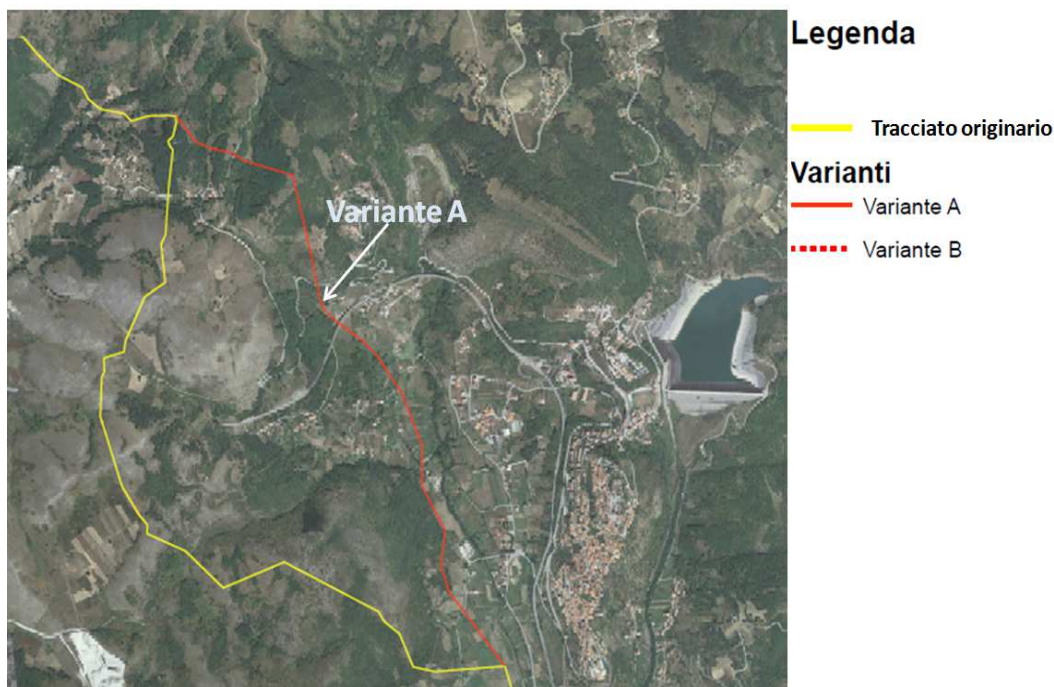 Legenda
Tracciato originario
Varianti
Variante A
Variante B
Variante A